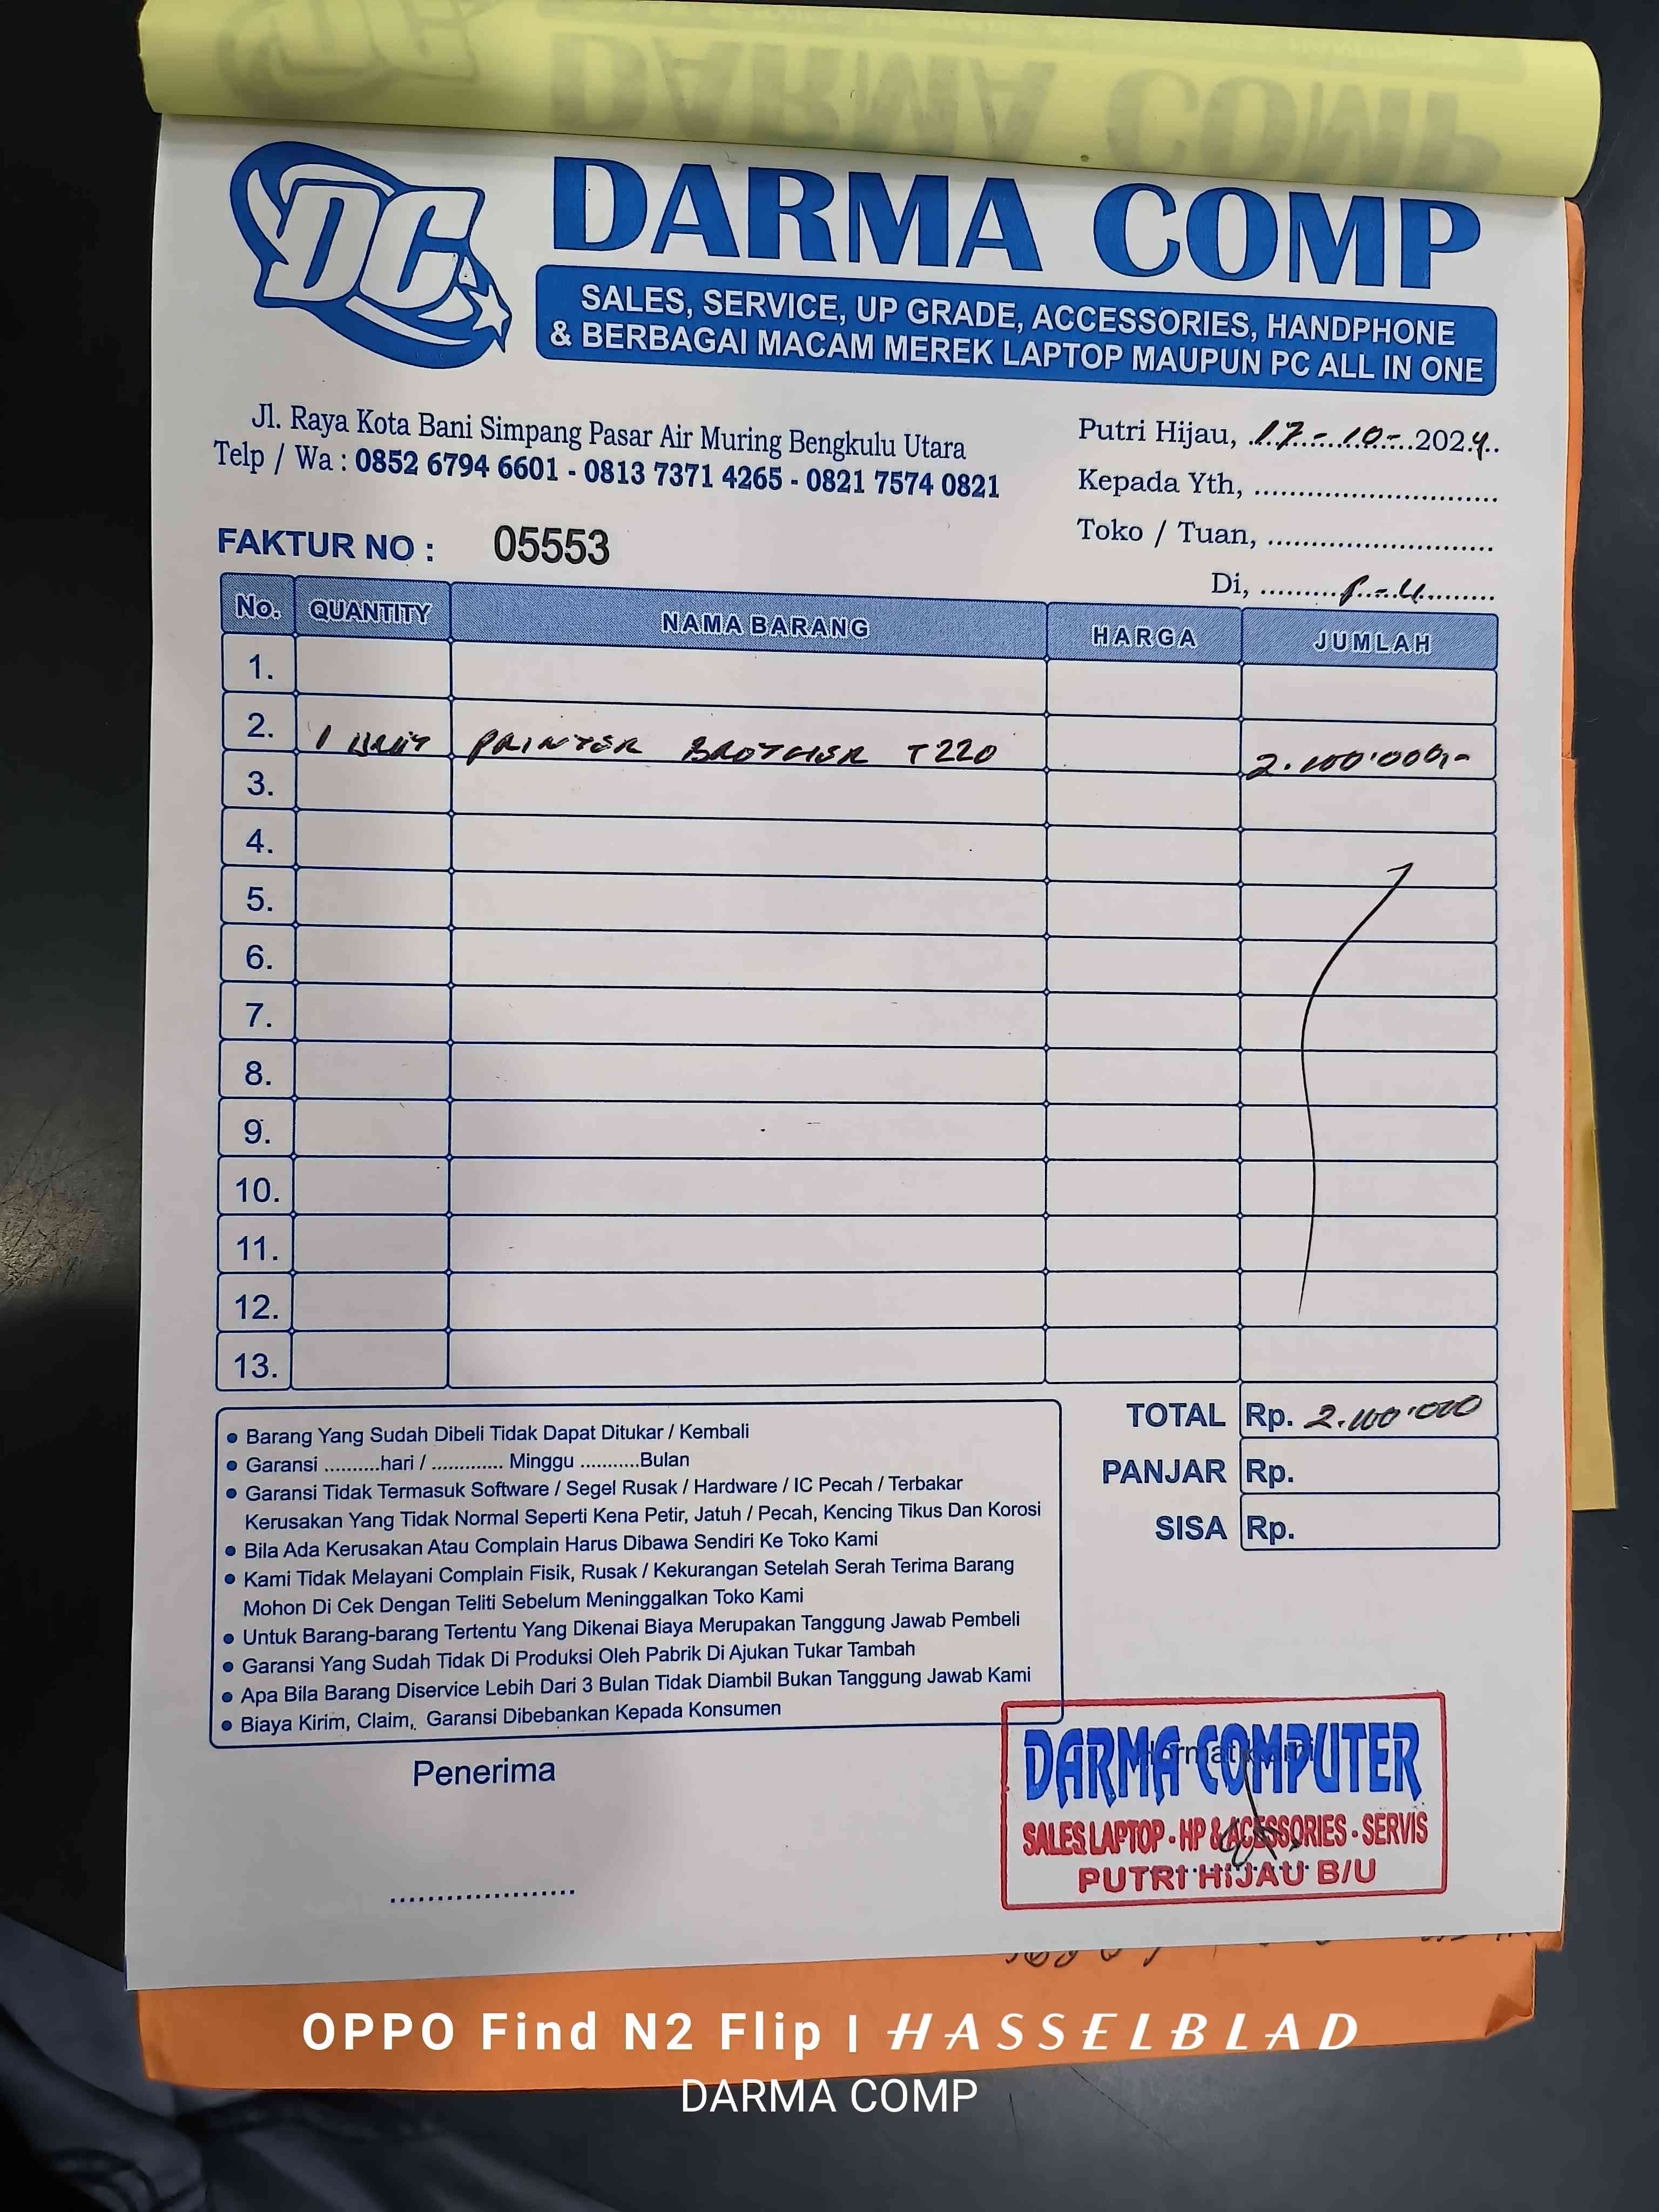 DARMA COMP
DC
DARMA COMP
SALES, SERVICE, UP GRADE, ACCESSORIES, HANDPHONE
& BERBAGAI MACAM MEREK LAPTOP MAUPUN PC ALL IN ONE
Jl. Raya Kota Bani Simpang Pasar Air Muring Bengkulu Utara
Telp / Wa : 0852 6794 6601 - 0813 7371 4265 - 0821 7574 0821
Putri Hijau, 17 - 10 - 2024
Kepada Yth, ............................
Toko / Tuan, ..........................
Di, ...........................
FAKTUR NO : 05553
No. QUANTITY NAMA BARANG HARGA JUMLAH
1.
2. 1 UNIT PRINTER BROTHER T220 2.100'000,-
3.
4.
5.
6.
7.
8.
9.
10.
11.
12.
13.
TOTAL Rp. 2.100'000
PANJAR Rp.
SISA Rp.
• Barang Yang Sudah Dibeli Tidak Dapat Ditukar / Kembali
• Garansi ..........hari / ............. Minggu ...........Bulan
• Garansi Tidak Termasuk Software / Segel Rusak / Hardware / IC Pecah / Terbakar
Kerusakan Yang Tidak Normal Seperti Kena Petir, Jatuh / Pecah, Kencing Tikus Dan Korosi
• Bila Ada Kerusakan Atau Complain Harus Dibawa Sendiri Ke Toko Kami
• Kami Tidak Melayani Complain Fisik, Rusak / Kekurangan Setelah Serah Terima Barang
Mohon Di Cek Dengan Teliti Sebelum Meninggalkan Toko Kami
• Untuk Barang-barang Tertentu Yang Dikenai Biaya Merupakan Tanggung Jawab Pembeli
• Garansi Yang Sudah Tidak Di Produksi Oleh Pabrik Di Ajukan Tukar Tambah
• Apa Bila Barang Diservice Lebih Dari 3 Bulan Tidak Diambil Bukan Tanggung Jawab Kami
• Biaya Kirim, Claim, Garansi Dibebankan Kepada Konsumen
Penerima
Hormat Kami
DARMA COMPUTER
SALES LAPTOP - HP & ACESSORIES - SERVIS
PUTRI HIJAU B/U
OPPO Find N2 Flip | HASSELBLAD
DARMA COMP